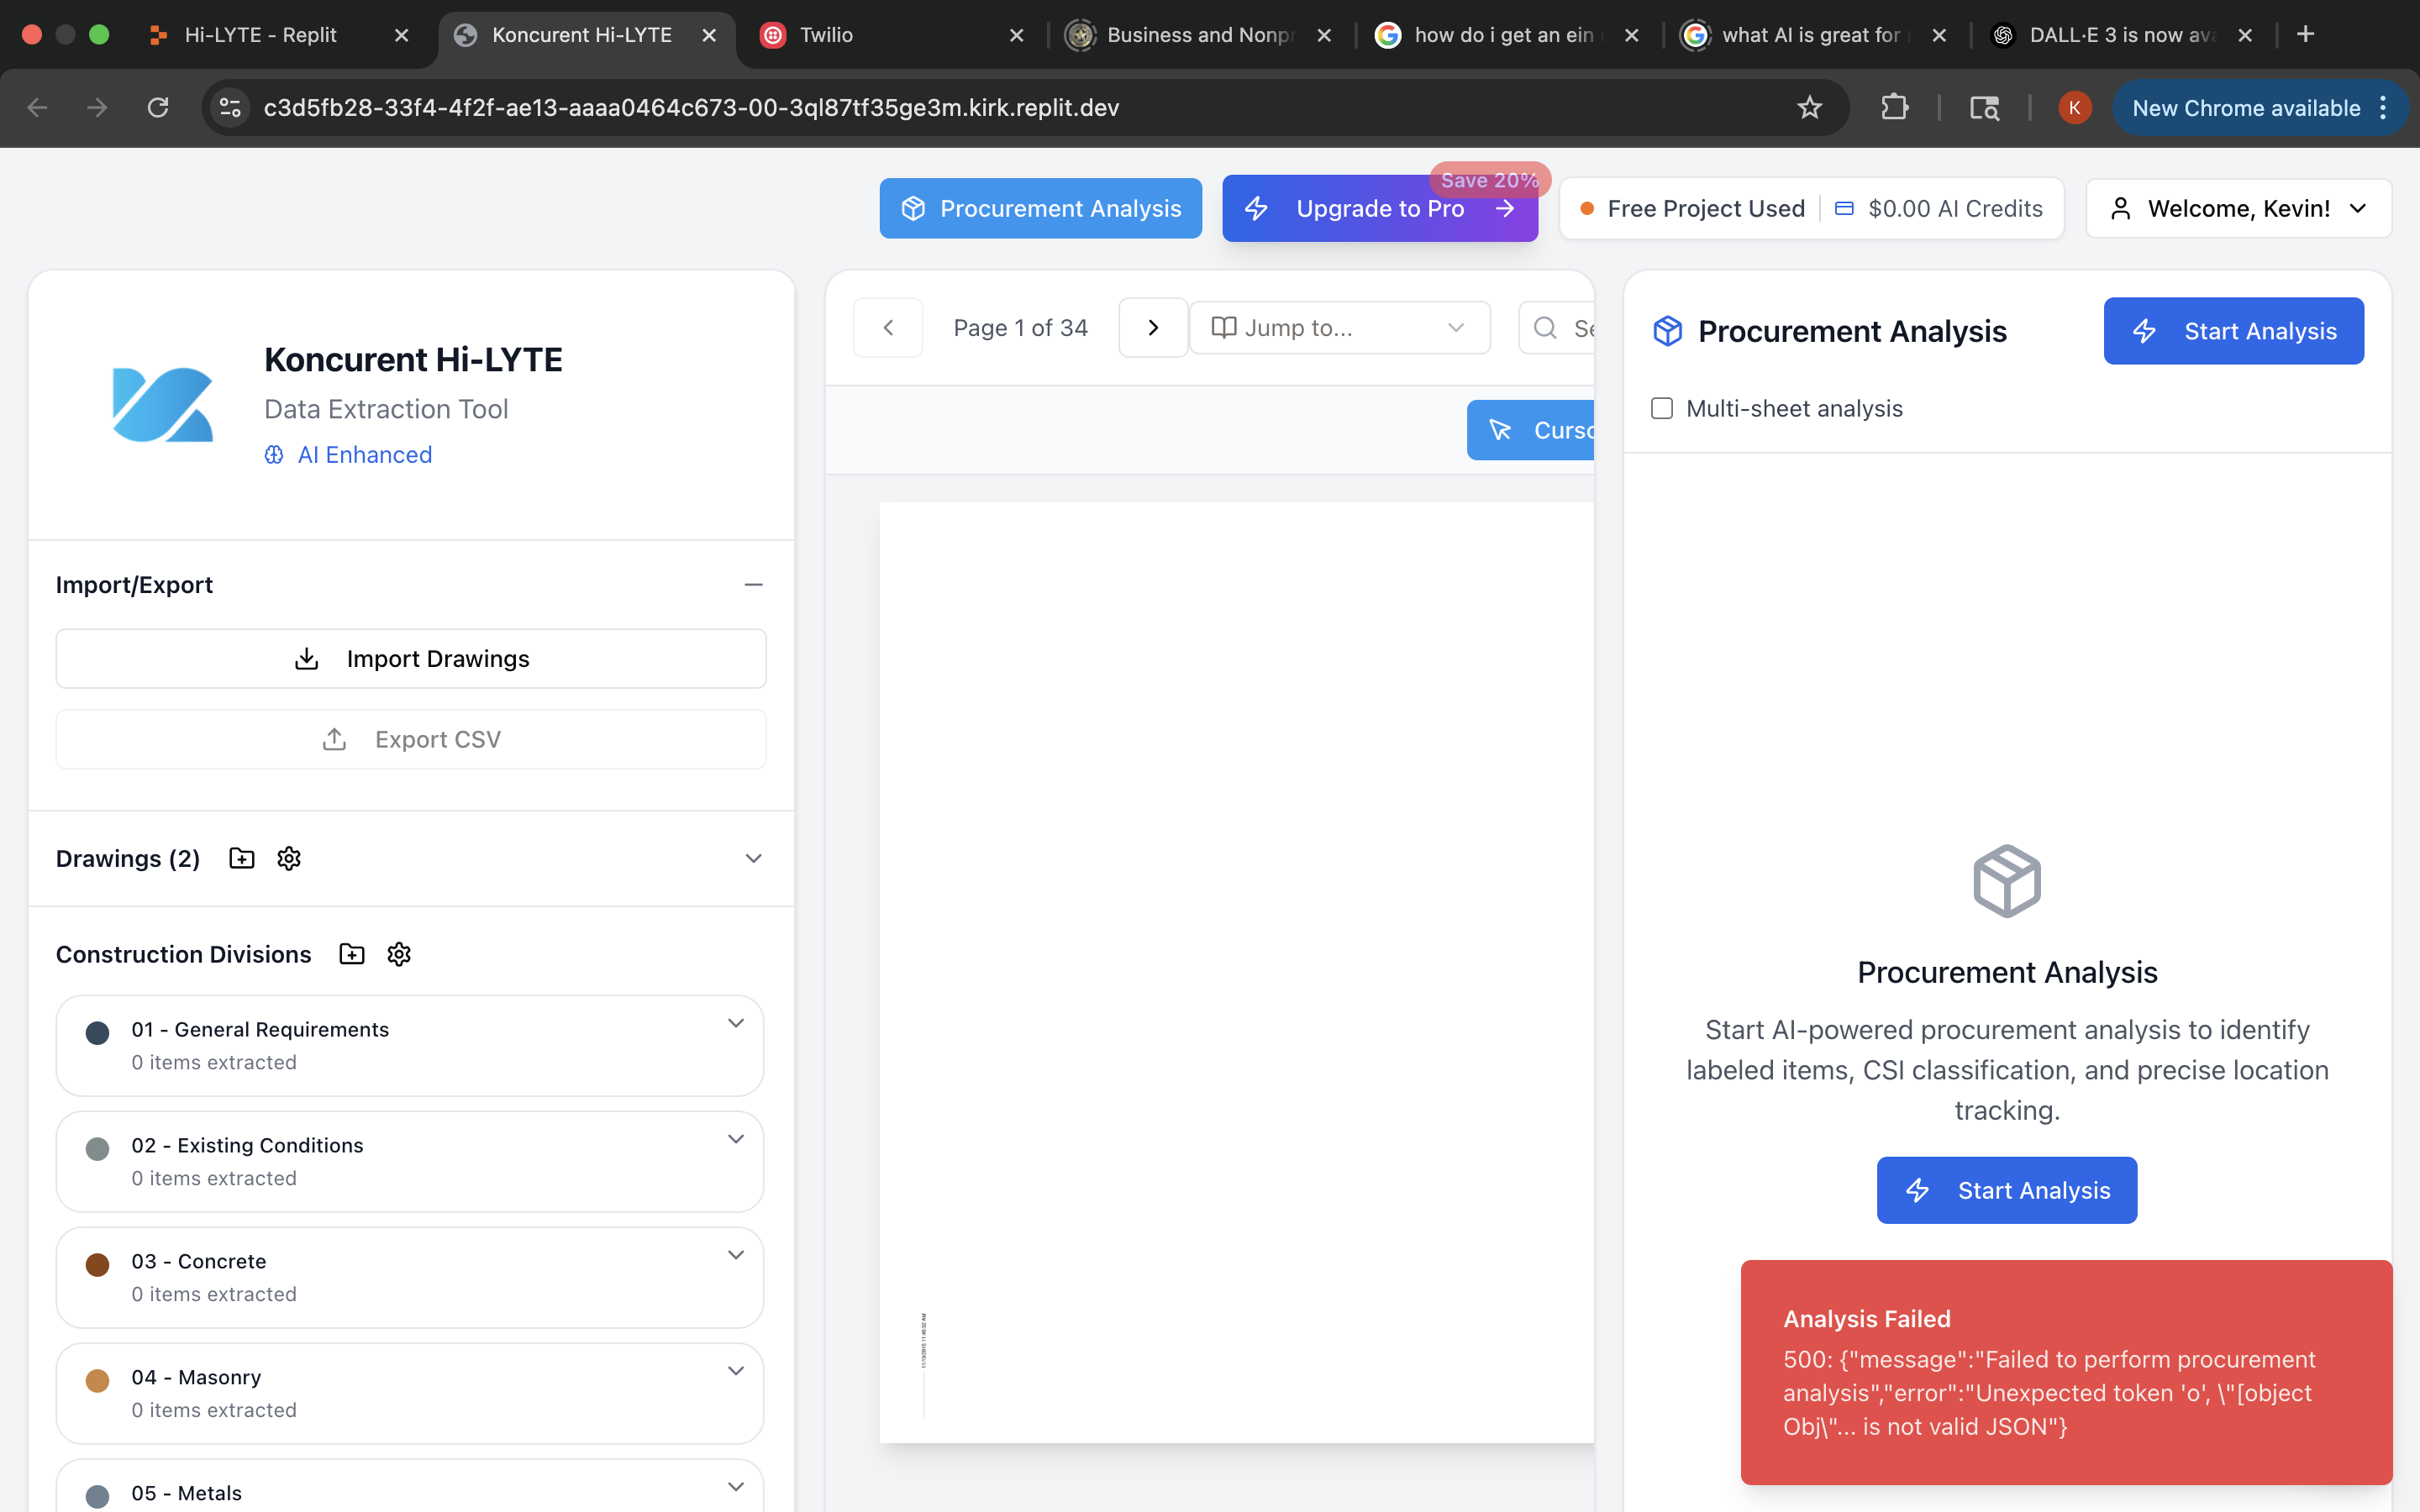 Hi-LYTE - Replit
Koncurent Hi-LYTE
Twilio
Business and Nonp
how do i get an ein
what AI is great for
DALL·E 3 is now ava
c3d5fb28-33f4-4f2f-ae13-aaaa0464c673-00-3ql87tf35ge3m.kirk.replit.dev
K
New Chrome available
Procurement Analysis
Upgrade to Pro
Save 20%
Free Project Used
$0.00 AI Credits
Welcome, Kevin!
Koncurent Hi-LYTE
Data Extraction Tool
AI Enhanced
Import/Export
Import Drawings
Export CSV
Drawings (2)
Construction Divisions
01 - General Requirements
0 items extracted
02 - Existing Conditions
0 items extracted
03 - Concrete
0 items extracted
04 - Masonry
0 items extracted
05 - Metals
Page 1 of 34
Jump to...
Se
Curso
Procurement Analysis
Start Analysis
Multi-sheet analysis
Procurement Analysis
Start AI-powered procurement analysis to identify
labeled items, CSI classification, and precise location
tracking.
Start Analysis
Analysis Failed
500: {"message":"Failed to perform procurement
analysis","error":"Unexpected token 'o', \"[object
Obj\"... is not valid JSON"}